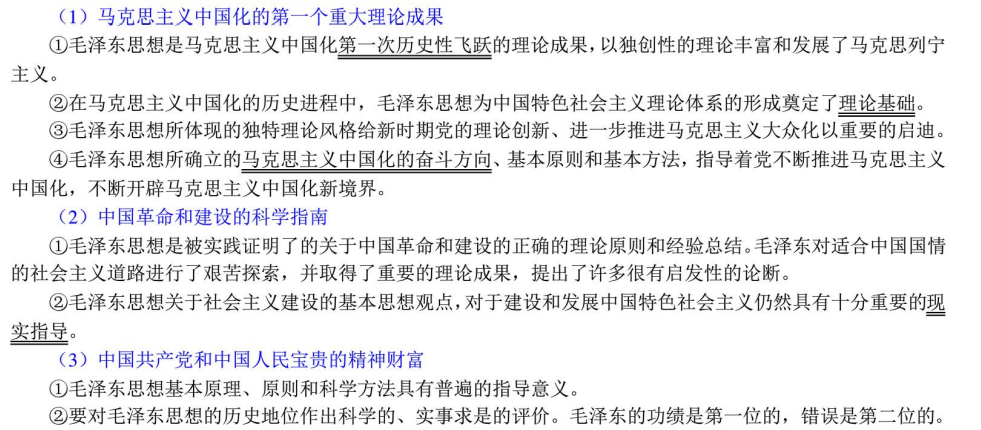 （1）马克思主义中国化的第一个重大理论成果
①毛泽东思想是马克思主义中国化第一次历史性飞跃的理论成果，以独创性的理论丰富和发展了马克思列宁
主义。
②在马克思主义中国化的历史进程中，毛泽东思想为中国特色社会主义理论体系的形成奠定了理论基础。
③毛泽东思想所体现的独特理论风格给新时期党的理论创新、进一步推进马克思主义大众化以重要的启迪。
④毛泽东思想所确立的马克思主义中国化的奋斗方向、基本原则和基本方法，指导着党不断推进马克思主义
中国化，不断开辟马克思主义中国化新境界。
（2）中国革命和建设的科学指南
①毛泽东思想是被实践证明了的关于中国革命和建设的正确的理论原则和经验总结。毛泽东对适合中国国情
的社会主义道路进行了艰苦探索，并取得了重要的理论成果，提出了许多很有启发性的论断。
②毛泽东思想关于社会主义建设的基本思想观点，对于建设和发展中国特色社会主义仍然具有十分重要的现
实指导。
（3）中国共产党和中国人民宝贵的精神财富
①毛泽东思想基本原理、原则和科学方法具有普遍的指导意义。
②要对毛泽东思想的历史地位作出科学的、实事求是的评价。毛泽东的功绩是第一位的，错误是第二位的。